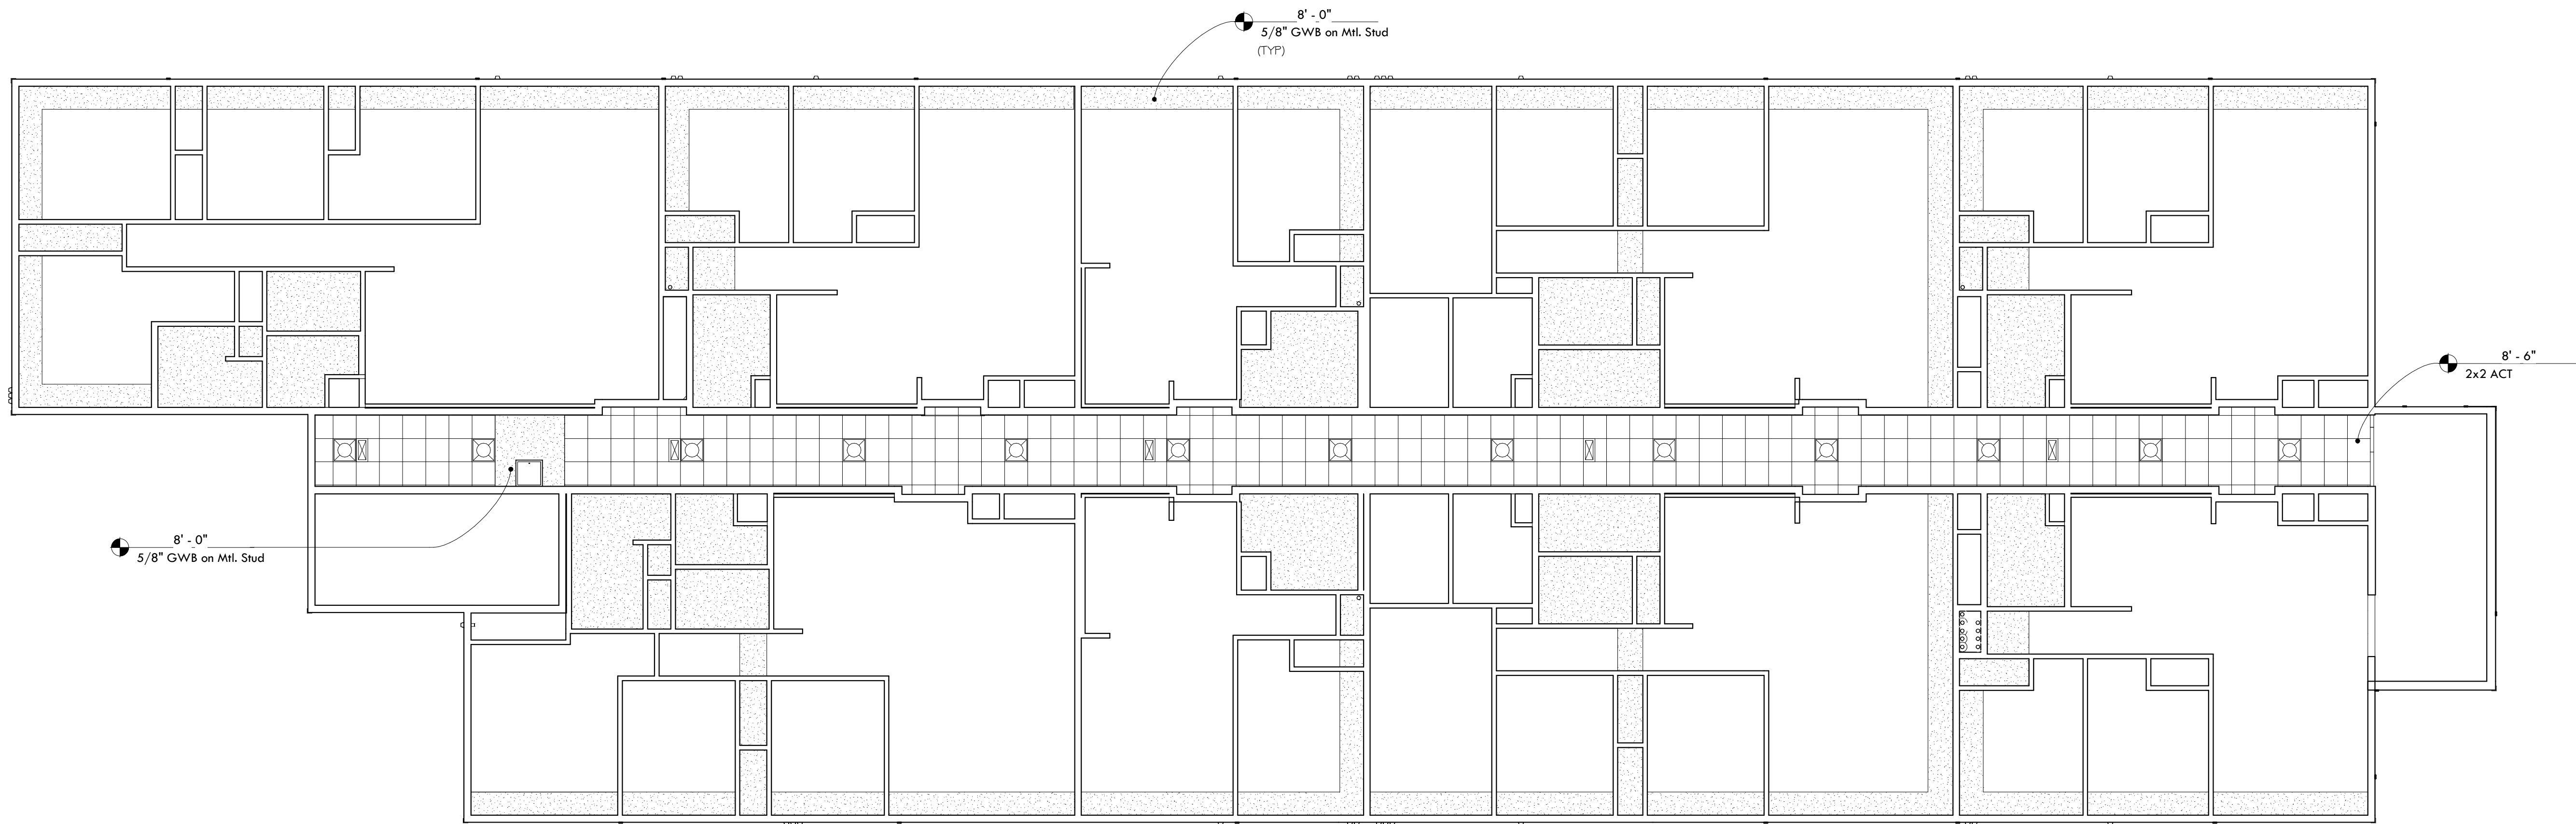 8' - 0"
5/8" GWB on Mtl. Stud
(TYP)
8' - 6"
2x2 ACT
8' - 0"
5/8" GWB on Mtl. Stud